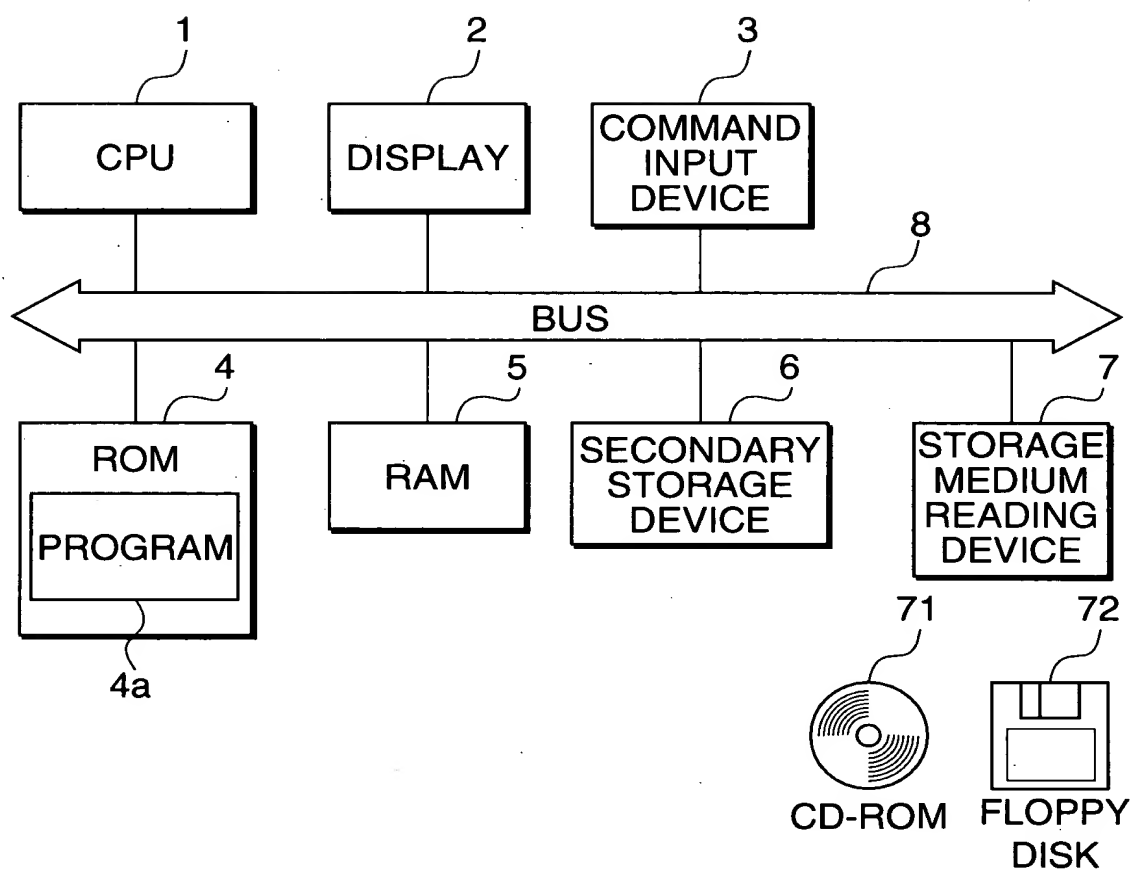 1
2
3
CPU
DISPLAY
COMMAND
INPUT
DEVICE
8
BUS
4
5
6
7
ROM
PROGRAM
4a
RAM
SECONDARY
STORAGE
DEVICE
STORAGE
MEDIUM
READING
DEVICE
71
72
CD-ROM
FLOPPY
DISK